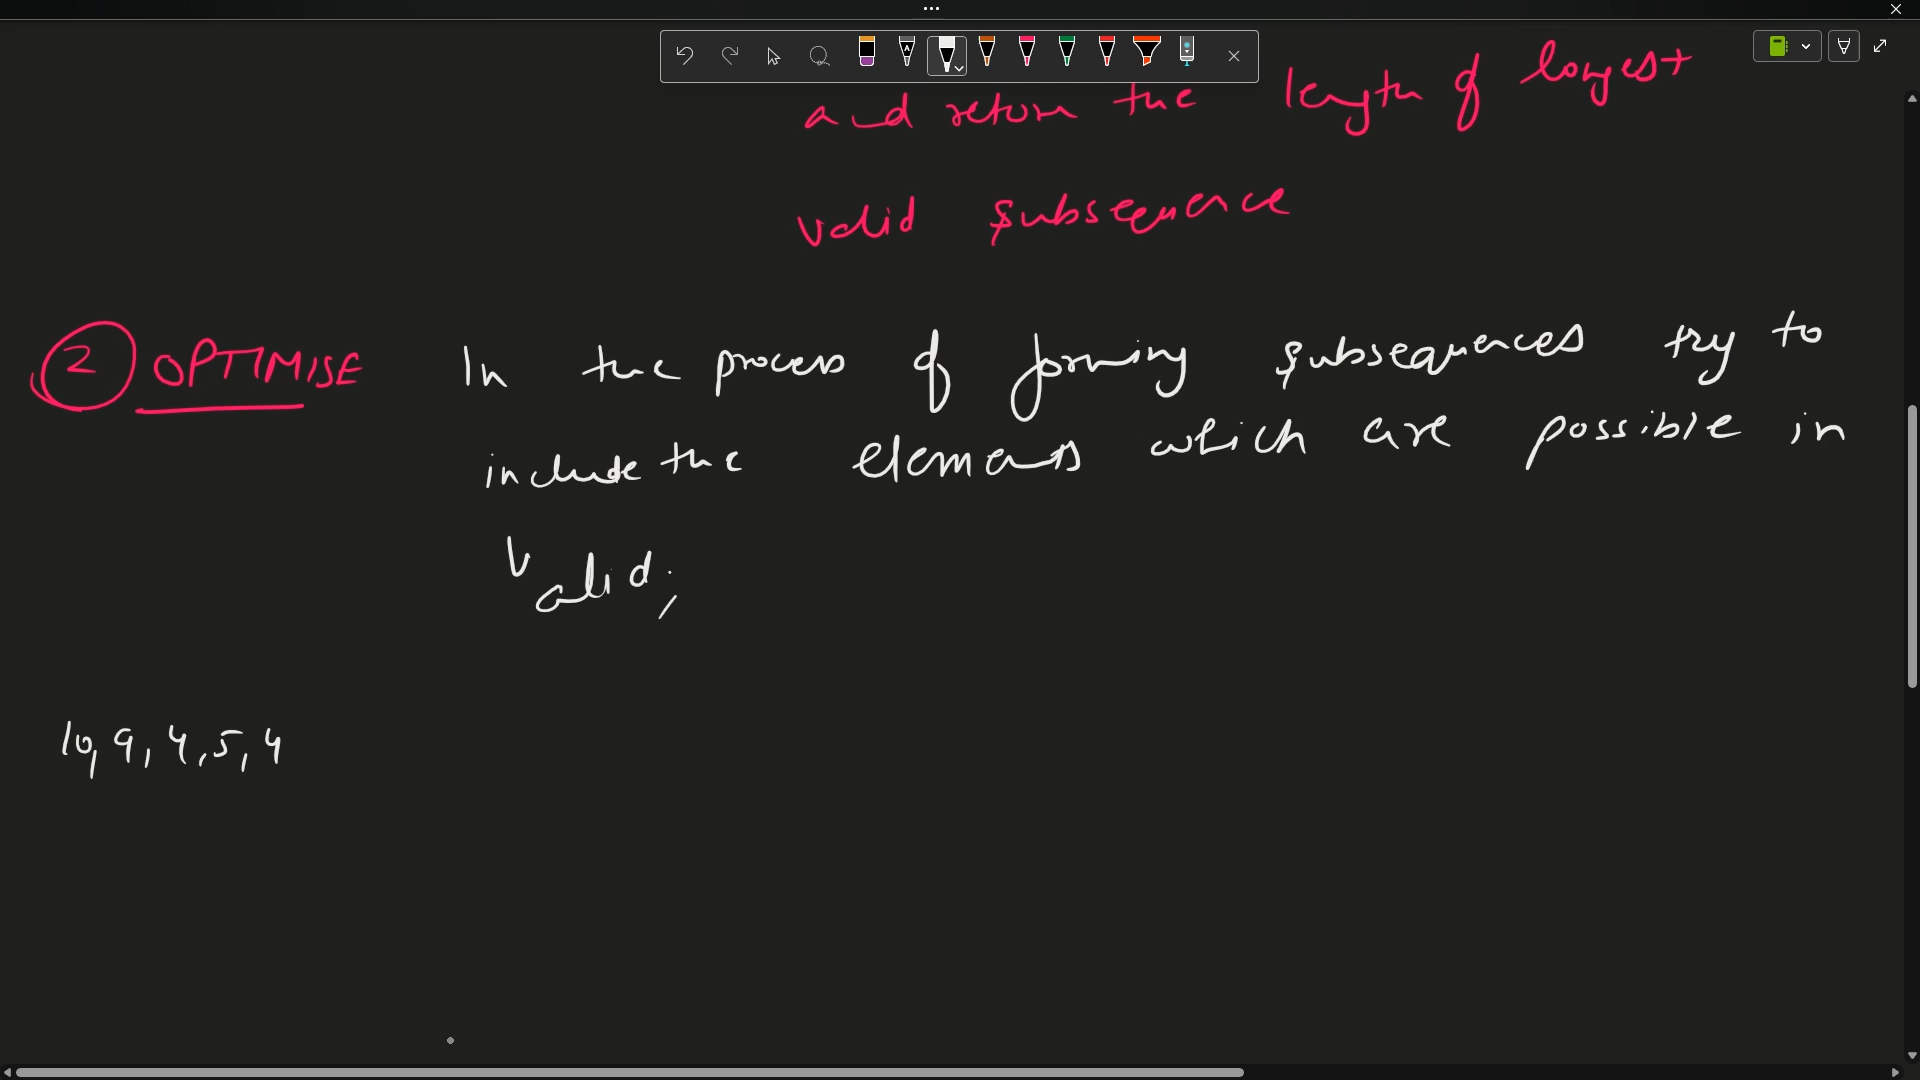 and return the length of longest
valid subsequence
2 OPTIMISE In the process of forming subsequences try to
include the elements which are possible in
valid;
10, 9, 4, 5, 4